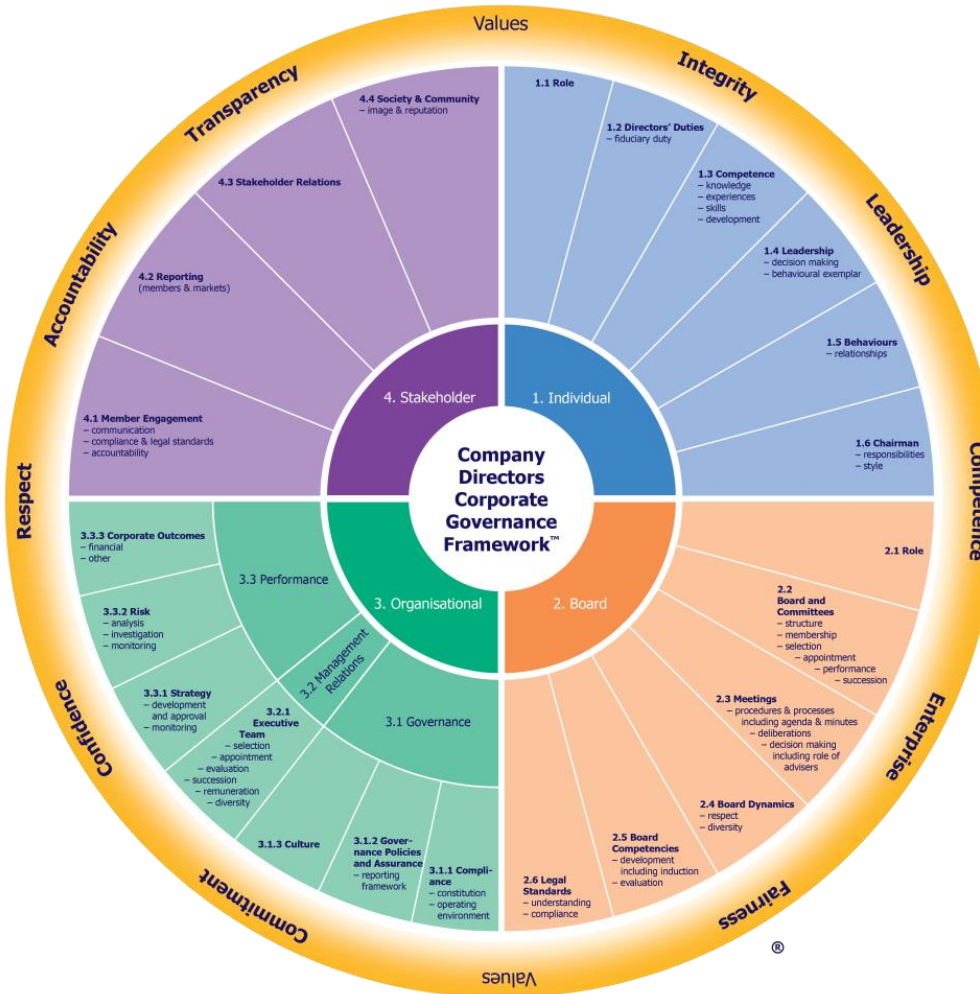 Values
Integrity
Leadership
Competence
Enterprise
Fairness
Values
Commitment
Confidence
Respect
Accountability
Transparency
Company
Directors
Corporate
Governance
Framework™
1. Individual
1.1 Role
1.2 Directors' Duties
– fiduciary duty
1.3 Competence
– knowledge
– experiences
– skills
– development
1.4 Leadership
– decision making
– behavioural exemplar
1.5 Behaviours
– relationships
1.6 Chairman
– responsibilities
– style
2. Board
2.1 Role
2.2
Board and
Committees
– structure
– membership
– selection
– appointment
– performance
– succession
2.3 Meetings
– procedures & processes
including agenda & minutes
– deliberations
– decision making
including role of
advisers
2.4 Board Dynamics
– respect
– diversity
2.5 Board
Competencies
– development
including induction
– evaluation
2.6 Legal
Standards
– understanding
– compliance
3. Organisational
3.1 Governance
3.1.1 Compli-
ance
– constitution
– operating
environment
3.1.2 Gover-
nance Policies
and Assurance
– reporting
framework
3.1.3 Culture
3.2 Management
Relations
3.2.1
Executive
Team
– selection
– appointment
– evaluation
– succession
– remuneration
– diversity
3.3 Performance
3.3.1 Strategy
– development
and approval
– monitoring
3.3.2 Risk
– analysis
– investigation
– monitoring
3.3.3 Corporate Outcomes
– financial
– other
4. Stakeholder
4.1 Member Engagement
– communication
– compliance & legal standards
– accountability
4.2 Reporting
(members & markets)
4.3 Stakeholder Relations
4.4 Society & Community
– image & reputation
®